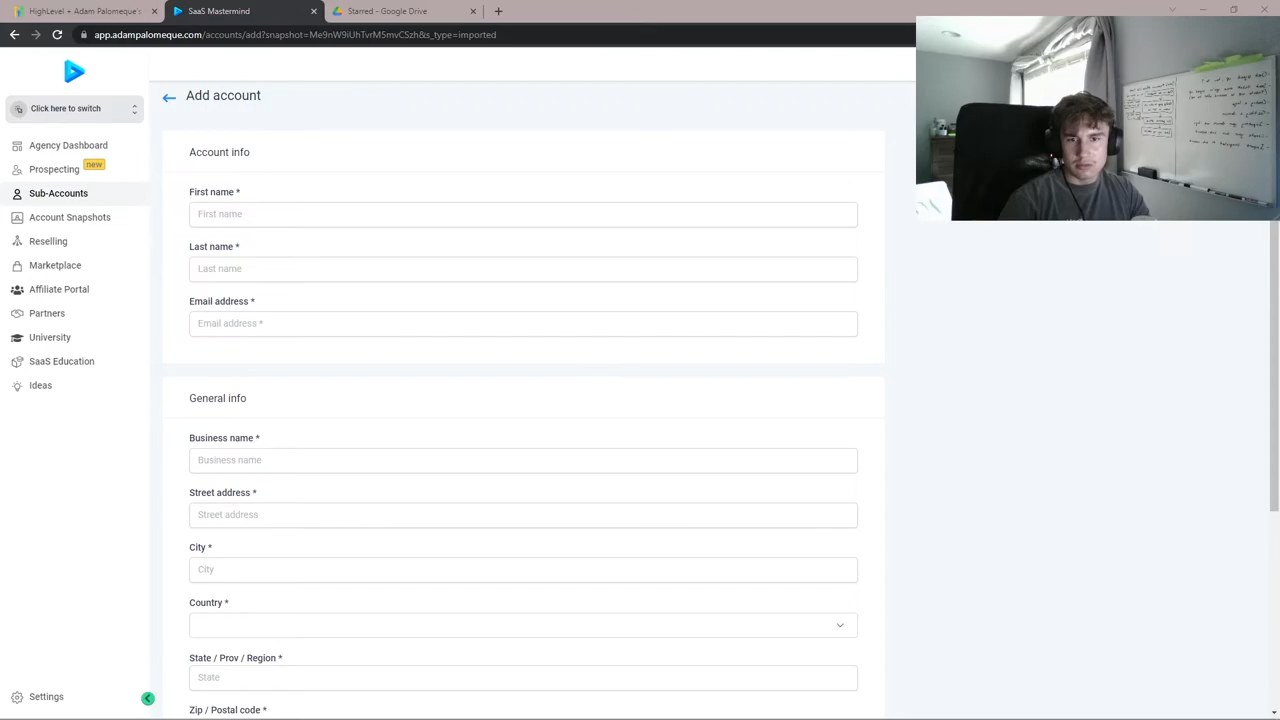 HighLevel + Adam Palomeque's
SaaS Mastermind
Starred - Google Drive
app.adampalomeque.com/accounts/add?snapshot=Me9nW9iUhTvrM5mvCSzh&s_type=imported
Click here to switch
Agency Dashboard
Prospecting new
Sub-Accounts
Account Snapshots
Reselling
Marketplace
Affiliate Portal
Partners
University
SaaS Education
Ideas
Settings
Add account
Account info
First name *
First name
Last name *
Last name
Email address *
Email address *
General info
Business name *
Business name
Street address *
Street address
City *
City
Country *
State / Prov / Region *
State
Zip / Postal code *